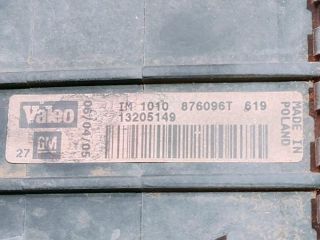 Valeo
GM
27
06/04/05
IM 1010 876096T 619
13205149
MADE IN
POLAND